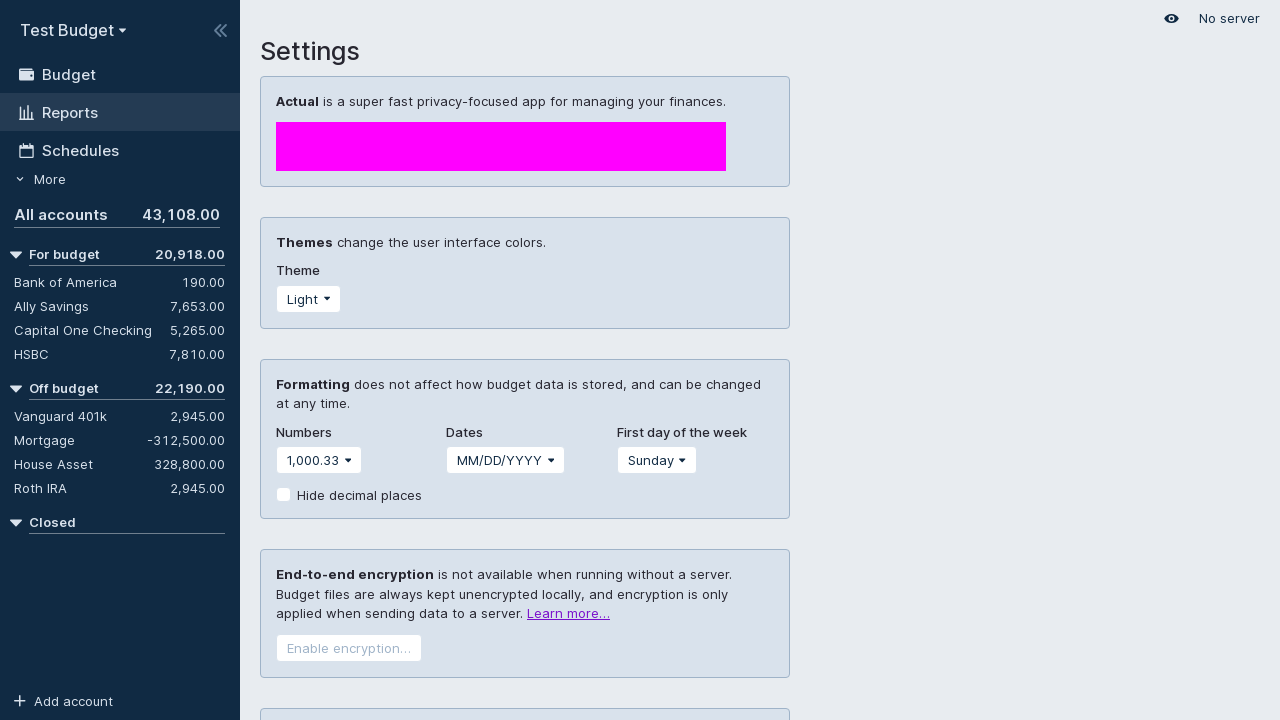 Test Budget
Budget
Reports
Schedules
More
All accounts 43,108.00
For budget 20,918.00
Bank of America 190.00
Ally Savings 7,653.00
Capital One Checking 5,265.00
HSBC 7,810.00
Off budget 22,190.00
Vanguard 401k 2,945.00
Mortgage -312,500.00
House Asset 328,800.00
Roth IRA 2,945.00
Closed
Add account
No server
Settings
Actual is a super fast privacy-focused app for managing your finances.
Themes change the user interface colors.
Theme
Light
Formatting does not affect how budget data is stored, and can be changed
at any time.
Numbers Dates First day of the week
1,000.33 MM/DD/YYYY Sunday
Hide decimal places
End-to-end encryption is not available when running without a server.
Budget files are always kept unencrypted locally, and encryption is only
applied when sending data to a server. Learn more…
Enable encryption…